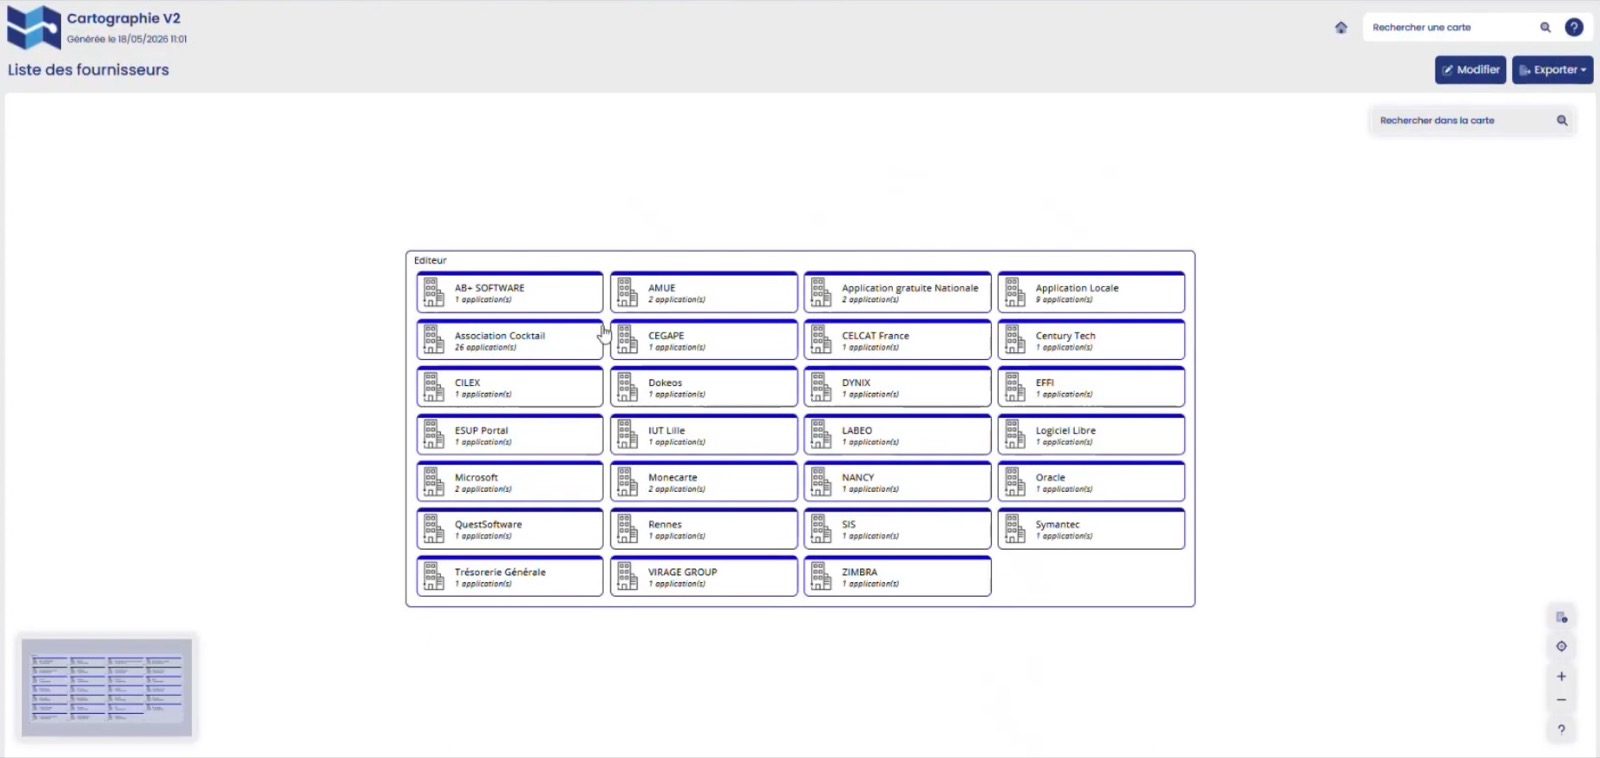 Cartographie V2
Générée le 18/05/2026 11:01
Rechercher une carte
?
Liste des fournisseurs
Modifier
Exporter
Rechercher dans la carte
Editeur
AB+ SOFTWARE
1 application(s)
AMUE
2 application(s)
Application gratuite Nationale
2 application(s)
Application Locale
9 application(s)
Association Cocktail
26 application(s)
CEGAPE
1 application(s)
CELCAT France
1 application(s)
Century Tech
1 application(s)
CILEX
1 application(s)
Dokeos
1 application(s)
DYNIX
1 application(s)
EFFI
1 application(s)
ESUP Portal
1 application(s)
IUT Lille
1 application(s)
LABEO
1 application(s)
Logiciel Libre
1 application(s)
Microsoft
2 application(s)
Monecarte
2 application(s)
NANCY
1 application(s)
Oracle
1 application(s)
QuestSoftware
1 application(s)
Rennes
1 application(s)
SIS
1 application(s)
Symantec
1 application(s)
Trésorerie Générale
1 application(s)
VIRAGE GROUP
1 application(s)
ZIMBRA
1 application(s)
+
−
?